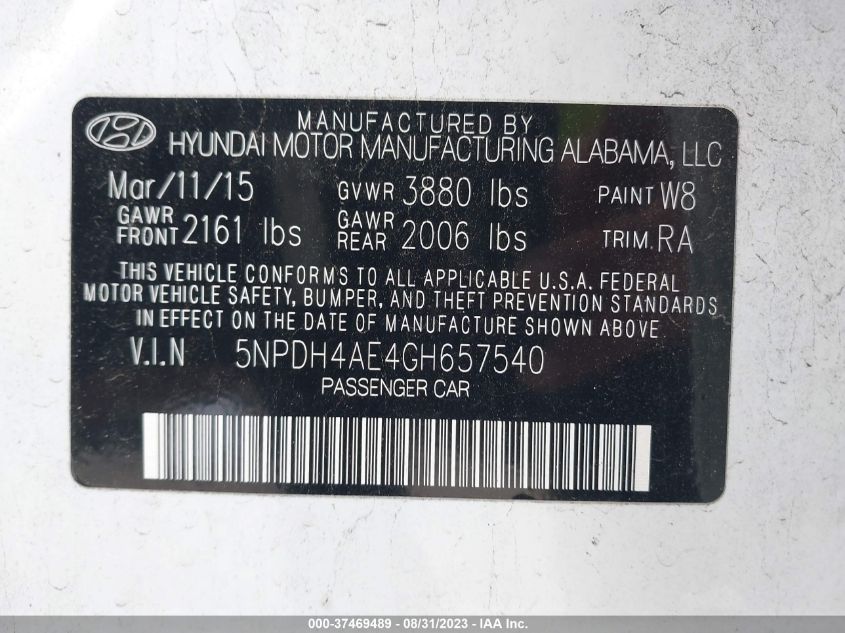 MANUFACTURED BY
HYUNDAI MOTOR MANUFACTURING ALABAMA, LLC
Mar/11/15 GVWR 3880 lbs PAINT W8
GAWR FRONT 2161 lbs GAWR REAR 2006 lbs TRIM. RA
THIS VEHICLE CONFORMS TO ALL APPLICABLE U.S.A. FEDERAL
MOTOR VEHICLE SAFETY, BUMPER, AND THEFT PREVENTION STANDARDS
IN EFFECT ON THE DATE OF MANUFACTURE SHOWN ABOVE
V.I.N 5NPDH4AE4GH657540
PASSENGER CAR
000-37469489 - 08/31/2023 - IAA Inc.